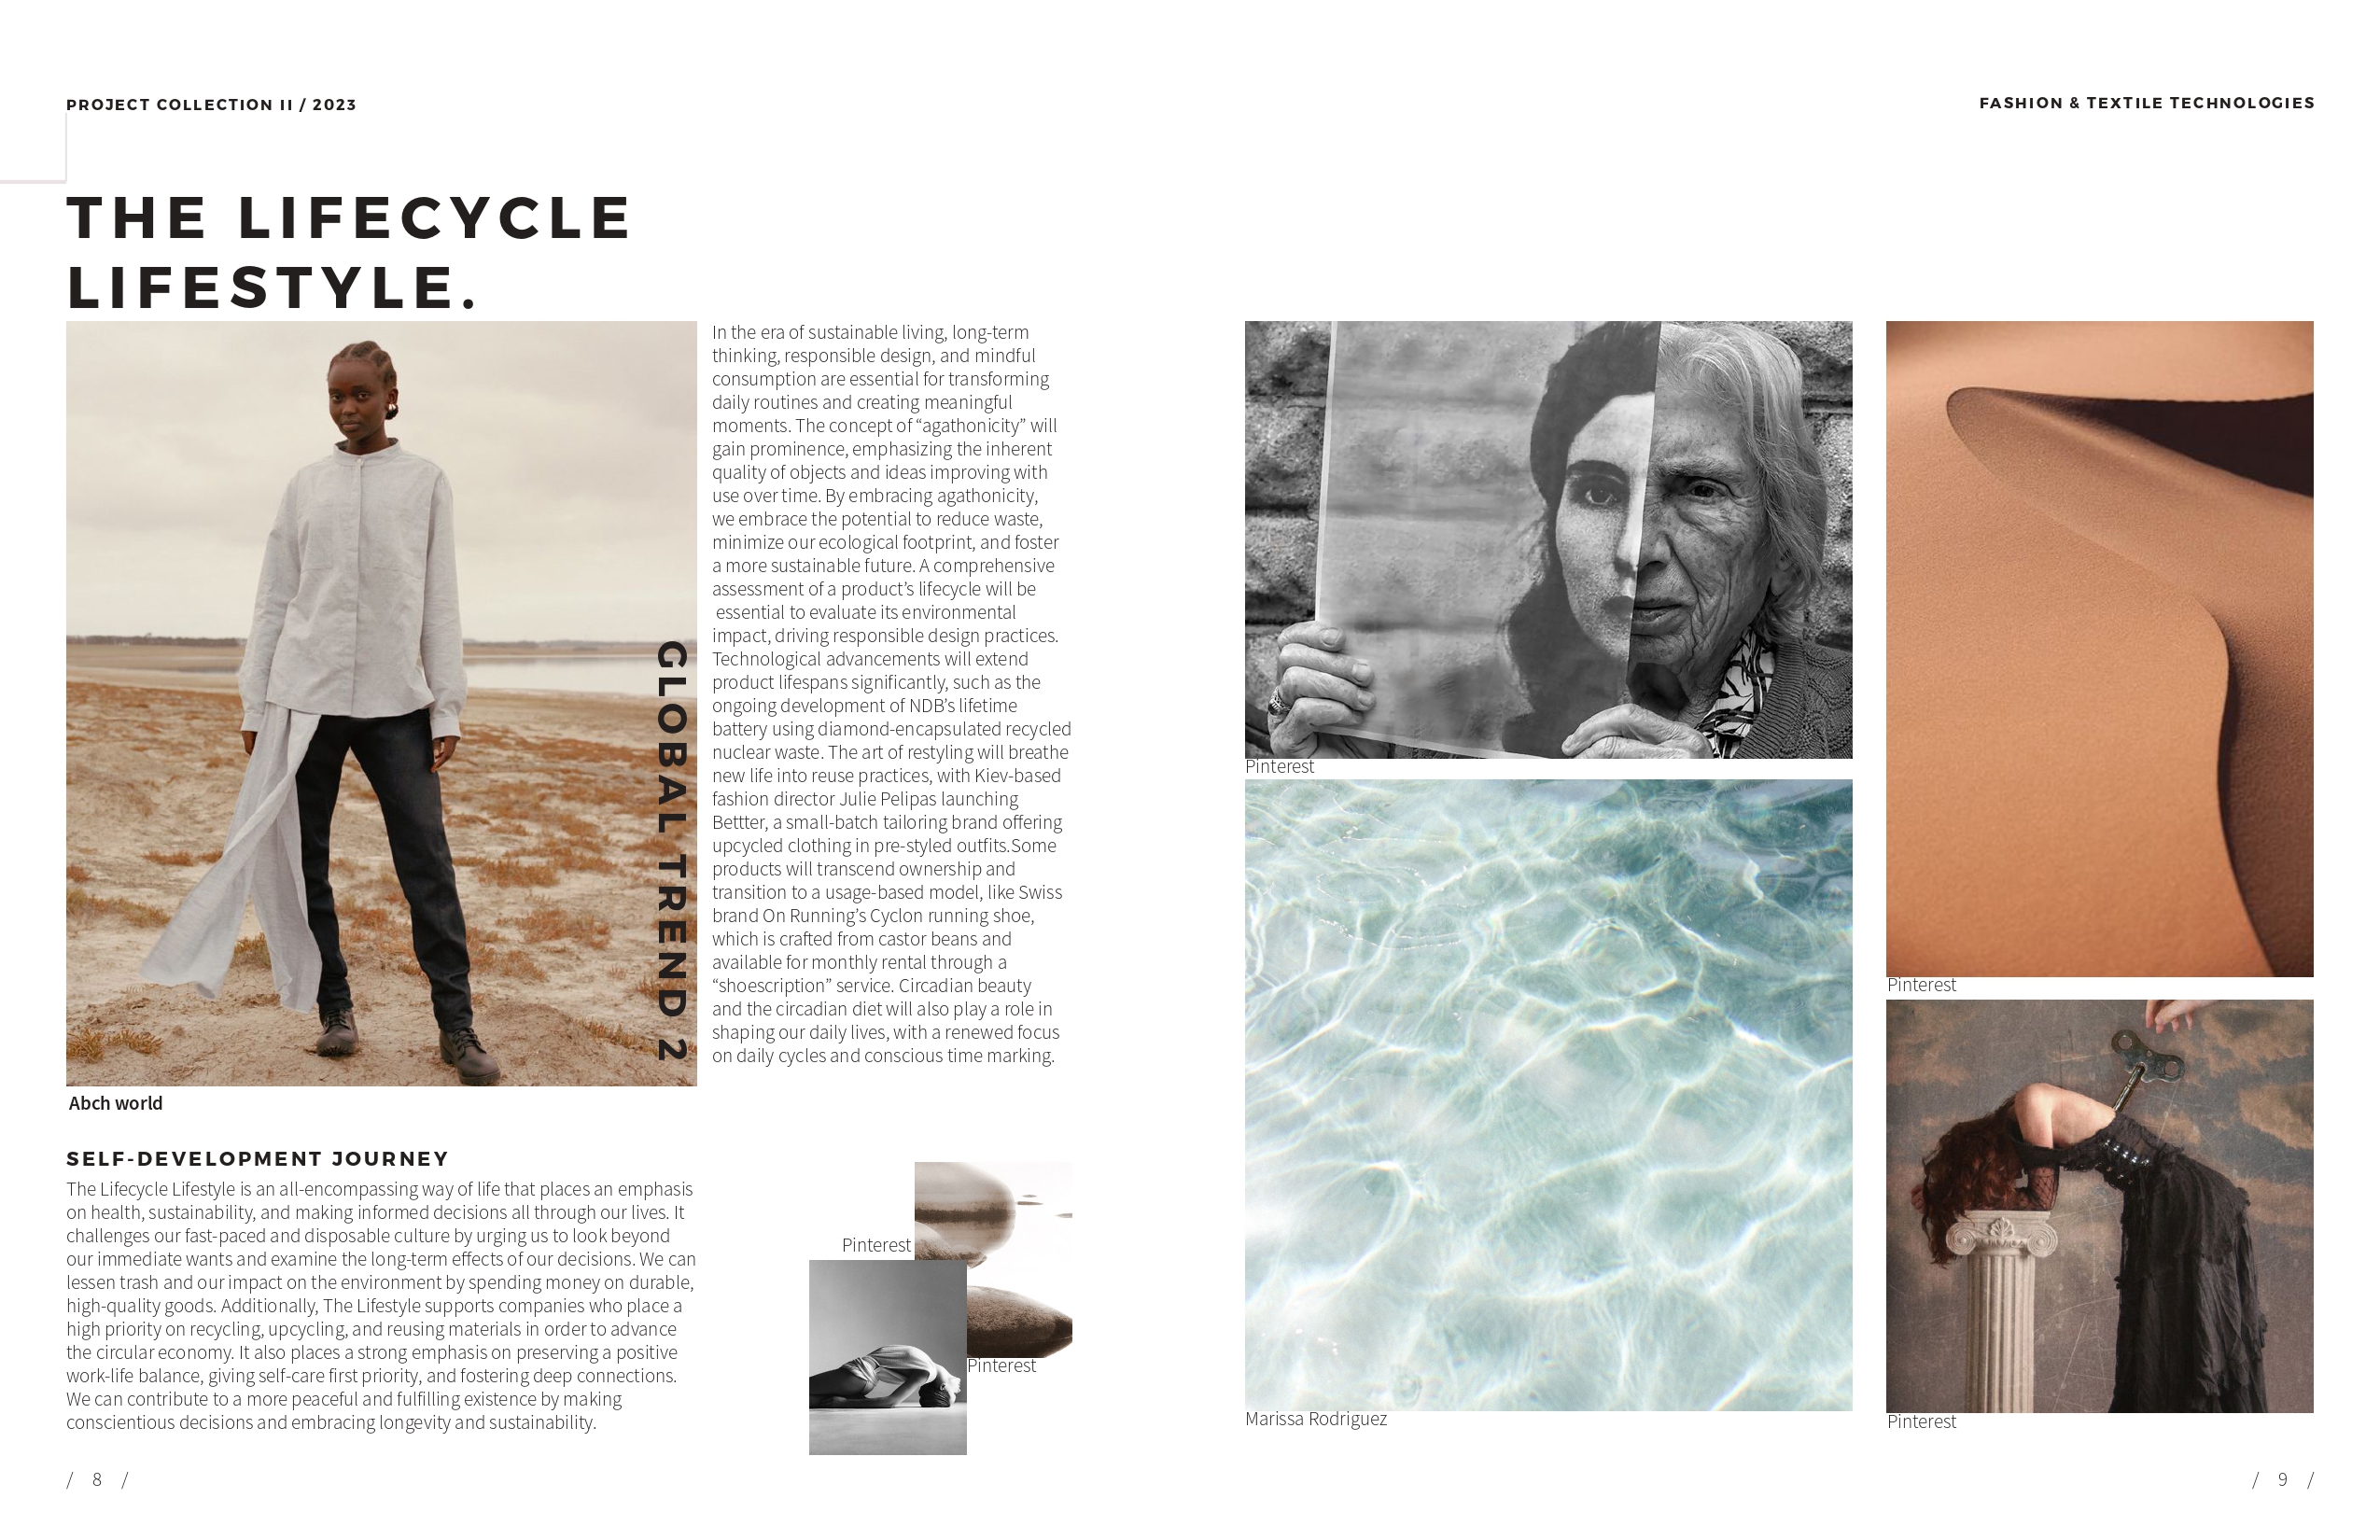 PROJECT COLLECTION II / 2023
FASHION & TEXTILE TECHNOLOGIES
THE LIFECYCLE
LIFESTYLE.
GLOBAL TREND 2
Abch world
In the era of sustainable living, long-term
thinking, responsible design, and mindful
consumption are essential for transforming
daily routines and creating meaningful
moments. The concept of “agathonicity” will
gain prominence, emphasizing the inherent
quality of objects and ideas improving with
use over time. By embracing agathonicity,
we embrace the potential to reduce waste,
minimize our ecological footprint, and foster
a more sustainable future. A comprehensive
assessment of a product’s lifecycle will be
essential to evaluate its environmental
impact, driving responsible design practices.
Technological advancements will extend
product lifespans significantly, such as the
ongoing development of NDB’s lifetime
battery using diamond-encapsulated recycled
nuclear waste. The art of restyling will breathe
new life into reuse practices, with Kiev-based
fashion director Julie Pelipas launching
Bettter, a small-batch tailoring brand offering
upcycled clothing in pre-styled outfits.Some
products will transcend ownership and
transition to a usage-based model, like Swiss
brand On Running’s Cyclon running shoe,
which is crafted from castor beans and
available for monthly rental through a
“shoescription” service. Circadian beauty
and the circadian diet will also play a role in
shaping our daily lives, with a renewed focus
on daily cycles and conscious time marking.
SELF-DEVELOPMENT JOURNEY
The Lifecycle Lifestyle is an all-encompassing way of life that places an emphasis
on health, sustainability, and making informed decisions all through our lives. It
challenges our fast-paced and disposable culture by urging us to look beyond
our immediate wants and examine the long-term effects of our decisions. We can
lessen trash and our impact on the environment by spending money on durable,
high-quality goods. Additionally, The Lifestyle supports companies who place a
high priority on recycling, upcycling, and reusing materials in order to advance
the circular economy. It also places a strong emphasis on preserving a positive
work-life balance, giving self-care first priority, and fostering deep connections.
We can contribute to a more peaceful and fulfilling existence by making
conscientious decisions and embracing longevity and sustainability.
Pinterest
Pinterest
Pinterest
Marissa Rodriguez
Pinterest
Pinterest
/ 8 /
/ 9 /